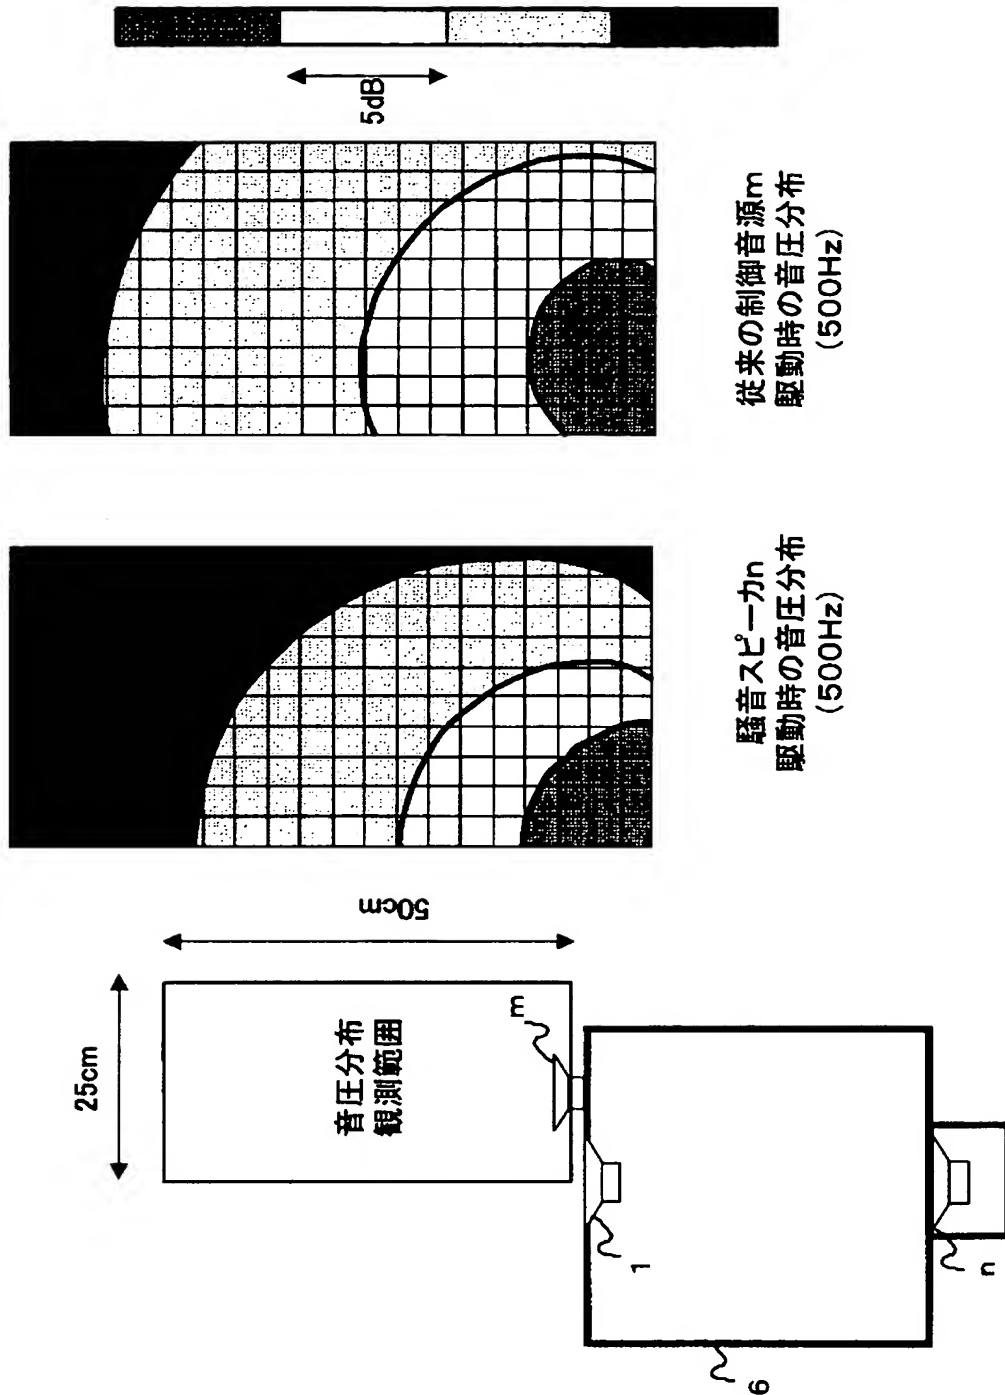 25cm
50cm
音圧分布
観測範囲
m
1
6
n
騒音スピーカn
駆動時の音圧分布
(500Hz)
従来の制御音源m
駆動時の音圧分布
(500Hz)
5dB